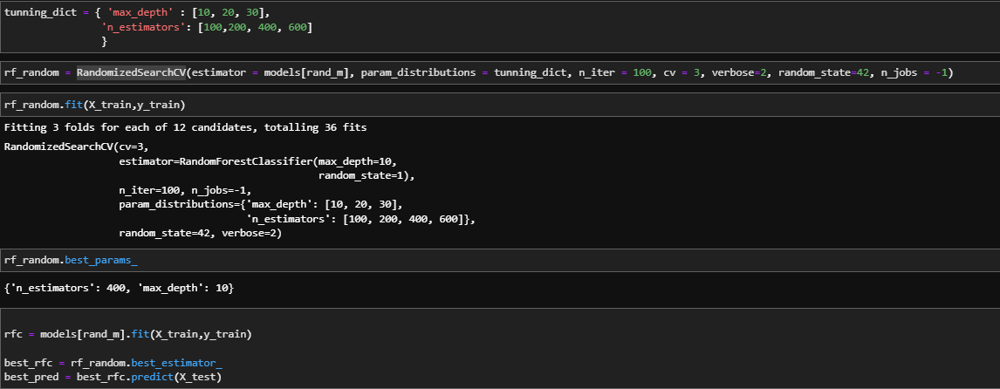 tunning_dict = { 'max_depth' : [10, 20, 30],
'n_estimators': [100,200, 400, 600]
}
rf_random = RandomizedSearchCV(estimator = models[rand_m], param_distributions = tunning_dict, n_iter = 100, cv = 3, verbose=2, random_state=42, n_jobs = -1)
rf_random.fit(X_train,y_train)
Fitting 3 folds for each of 12 candidates, totalling 36 fits
RandomizedSearchCV(cv=3,
estimator=RandomForestClassifier(max_depth=10,
random_state=1),
n_iter=100, n_jobs=-1,
param_distributions={'max_depth': [10, 20, 30],
'n_estimators': [100, 200, 400, 600]},
random_state=42, verbose=2)
rf_random.best_params_
{'n_estimators': 400, 'max_depth': 10}
rfc = models[rand_m].fit(X_train,y_train)
best_rfc = rf_random.best_estimator_
best_pred = best_rfc.predict(X_test)